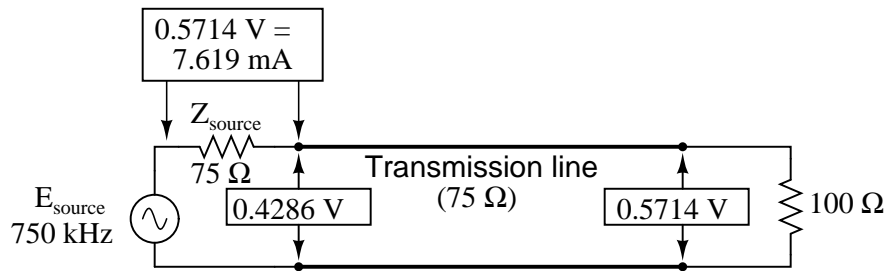 0.5714 V =
7.619 mA
Z source
75 Ω
Transmission line
(75 Ω)
E source
750 kHz
0.4286 V
0.5714 V
100 Ω